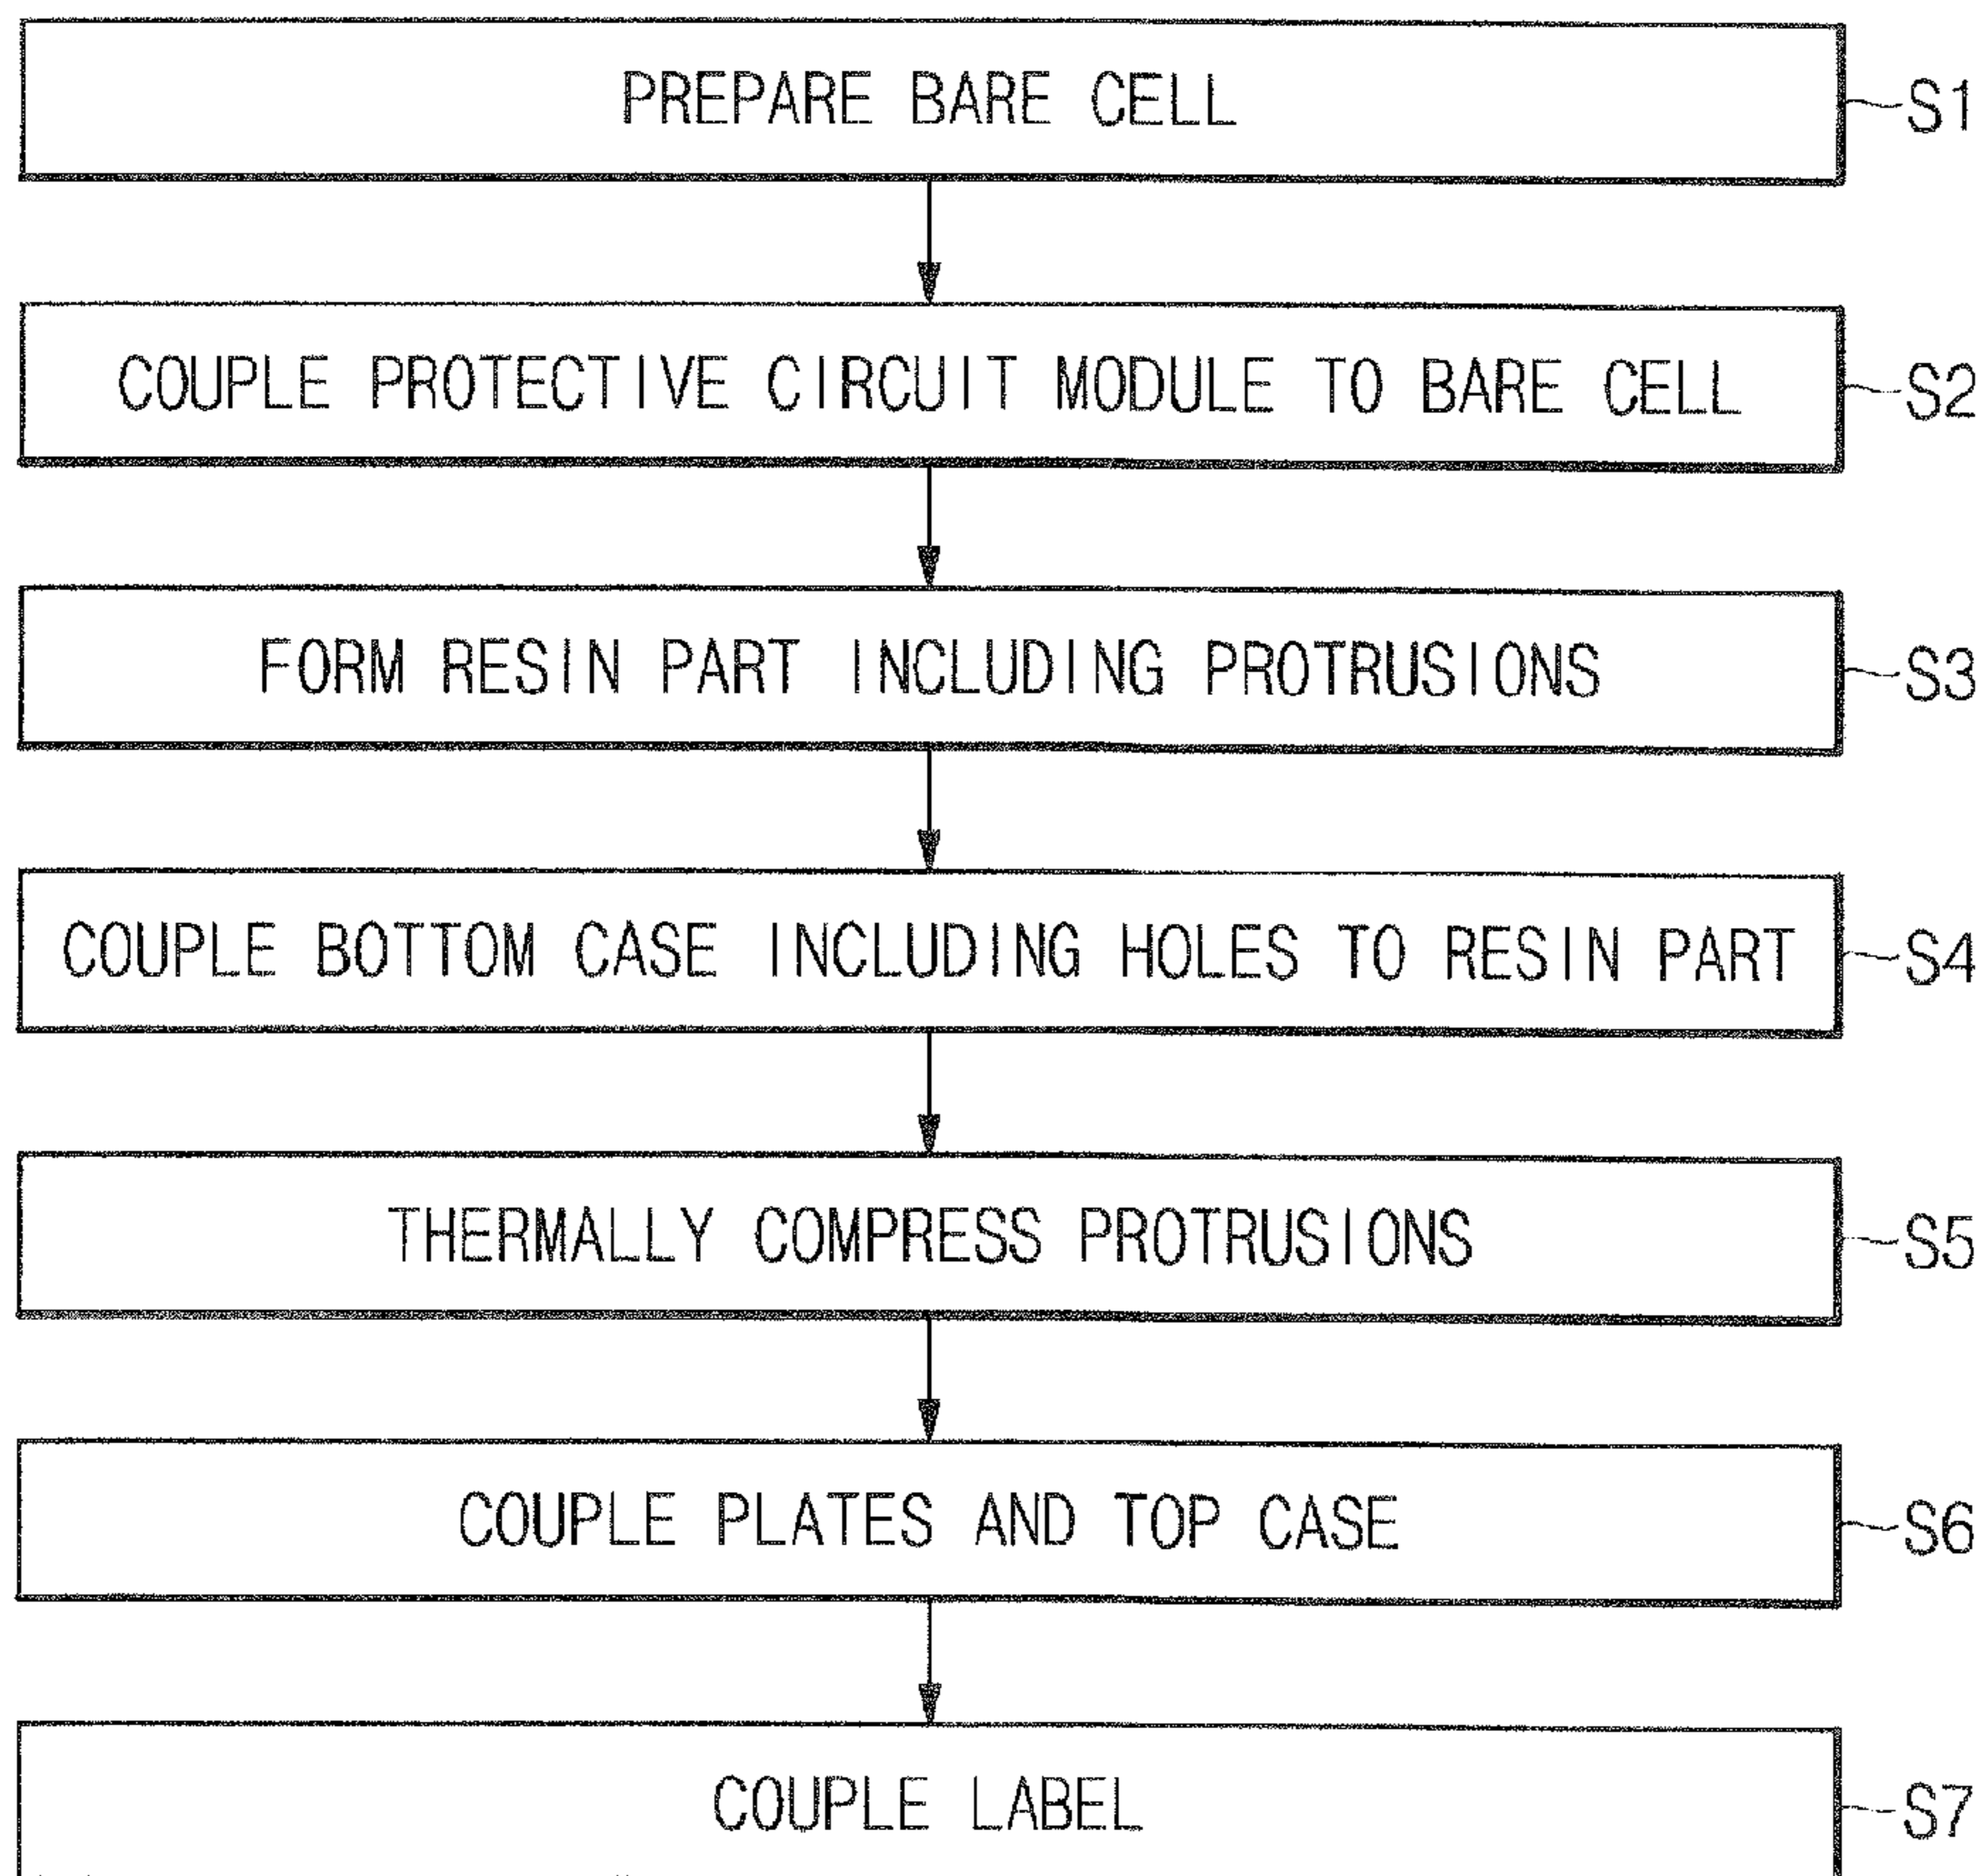 PREPARE BARE CELL
S1
COUPLE PROTECTIVE CIRCUIT MODULE TO BARE CELL
S2
FORM RESIN PART INCLUDING PROTRUSIONS
S3
COUPLE BOTTOM CASE INCLUDING HOLES TO RESIN PART
S4
THERMALLY COMPRESS PROTRUSIONS
S5
COUPLE PLATES AND TOP CASE
S6
COUPLE LABEL
S7